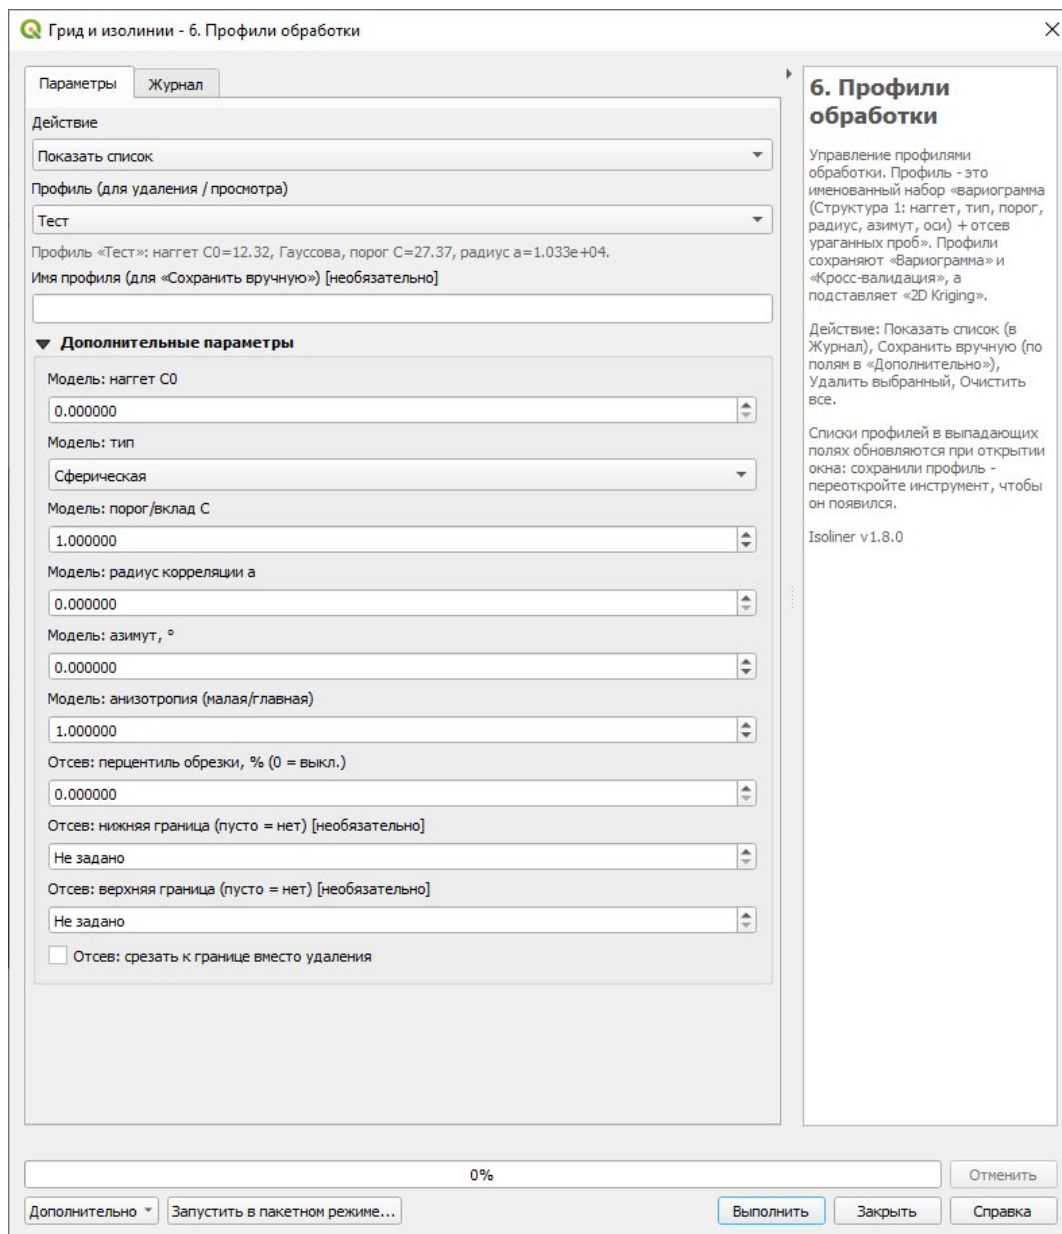 Грид и изолинии - 6. Профили обработки
Параметры
Журнал
Действие
Показать список
Профиль (для удаления / просмотра)
Тест
Профиль «Тест»: наггет C0=12.32, Гауссова, порог C=27.37, радиус a=1.033e+04.
Имя профиля (для «Сохранить вручную») [необязательно]
Дополнительные параметры
Модель: наггет C0
0.000000
Модель: тип
Сферическая
Модель: порог/вклад C
1.000000
Модель: радиус корреляции a
0.000000
Модель: азимут, °
0.000000
Модель: анизотропия (малая/главная)
1.000000
Отсев: перцентиль обрезки, % (0 = выкл.)
0.000000
Отсев: нижняя граница (пусто = нет) [необязательно]
Не задано
Отсев: верхняя граница (пусто = нет) [необязательно]
Не задано
Отсев: срезать к границе вместо удаления
6. Профили
обработки
Управление профилями
обработки. Профиль - это
именованный набор «вариограмма
(Структура 1: наггет, тип, порог,
радиус, азимут, оси) + отсев
ураганных проб». Профили
сохраняют «Вариограмма» и
«Кросс-валидация», а
подставляет «2D Kriging».
Действие: Показать список (в
Журнал), Сохранить вручную (по
полям в «Дополнительно»),
Удалить выбранный, Очистить
все.
Списки профилей в выпадающих
полях обновляются при открытии
окна: сохранили профиль -
переоткройте инструмент, чтобы
он появился.
Isoliner v1.8.0
0%
Отменить
Дополнительно
Запустить в пакетном режиме...
Выполнить
Закрыть
Справка